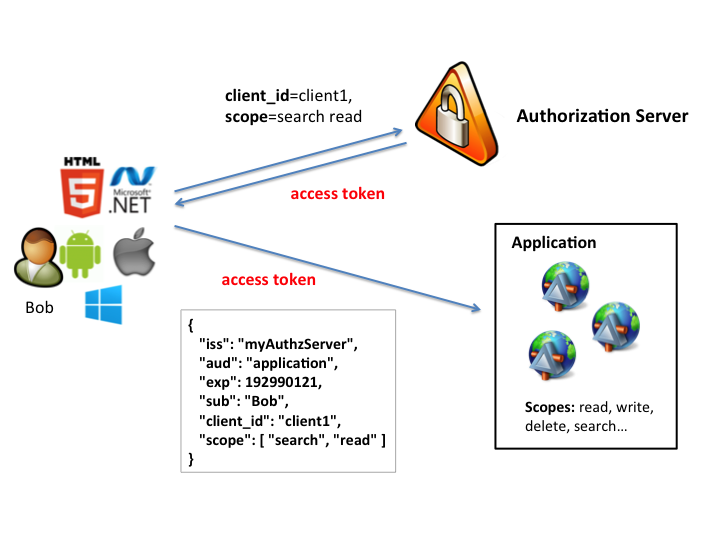 client_id=client1,
scope=search read
Authorization Server
HTML
5
Microsoft®
.NET
access token
Application
access token
Bob
{
"iss": "myAuthzServer",
"aud": "application",
"exp": 192990121,
"sub": "Bob",
"client_id": "client1",
"scope": [ "search", "read" ]
}
Scopes: read, write,
delete, search…